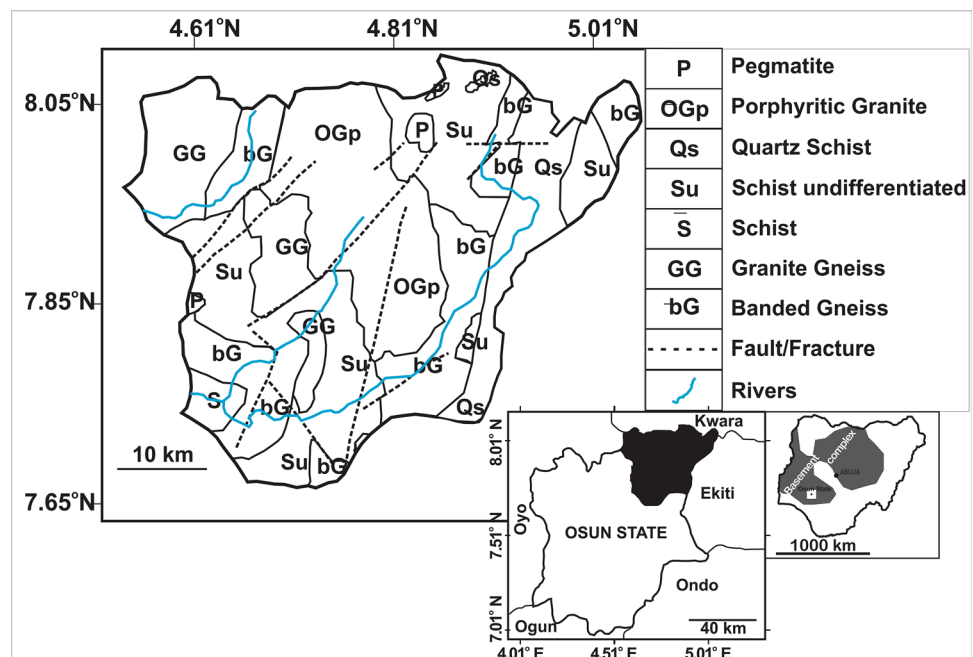 4.61°N 4.81°N 5.01°N
8.05°N
7.85°N
7.65°N
P
Qs
bG
bG
OGp
P
Su
GG
bG
bG
Qs
Su
GG
bG
Su
OGp
P
GG
Su
bG
Su
bG
S
bG
Qs
Su
bG
10 km
P Pegmatite
OGp Porphyritic Granite
Qs Quartz Schist
Su Schist undifferentiated
S Schist
GG Granite Gneiss
bG Banded Gneiss
Fault/Fracture
Rivers
Kwara
Ekiti
Oyo
OSUN STATE
Ondo
Ogun
40 km
8.01° N
7.51° N
7.01° N
4.01° E 4.51° E 5.01° E
Basement complex
ABUJA
Osun State
1000 km